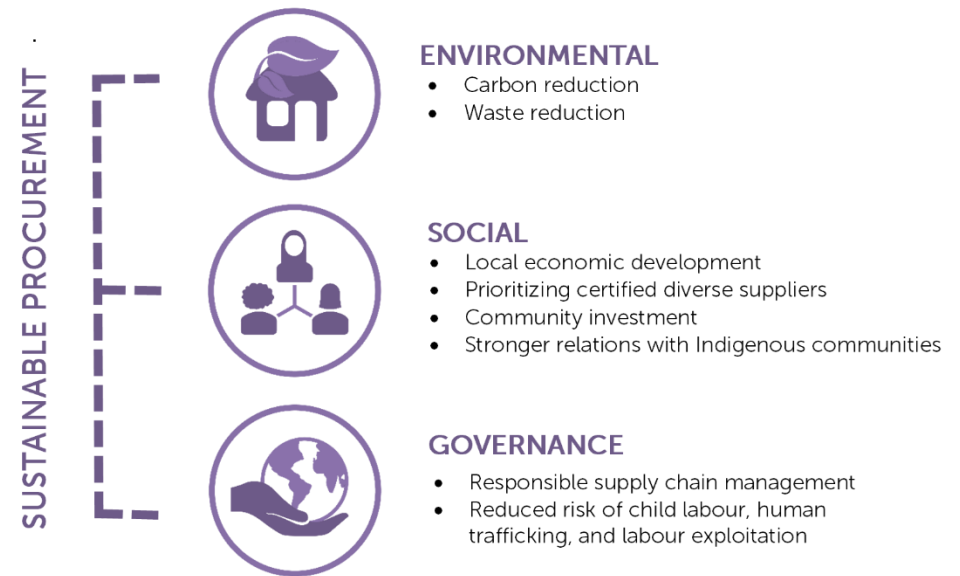 SUSTAINABLE PROCUREMENT
ENVIRONMENTAL
• Carbon reduction
• Waste reduction
SOCIAL
• Local economic development
• Prioritizing certified diverse suppliers
• Community investment
• Stronger relations with Indigenous communities
GOVERNANCE
• Responsible supply chain management
• Reduced risk of child labour, human
trafficking, and labour exploitation